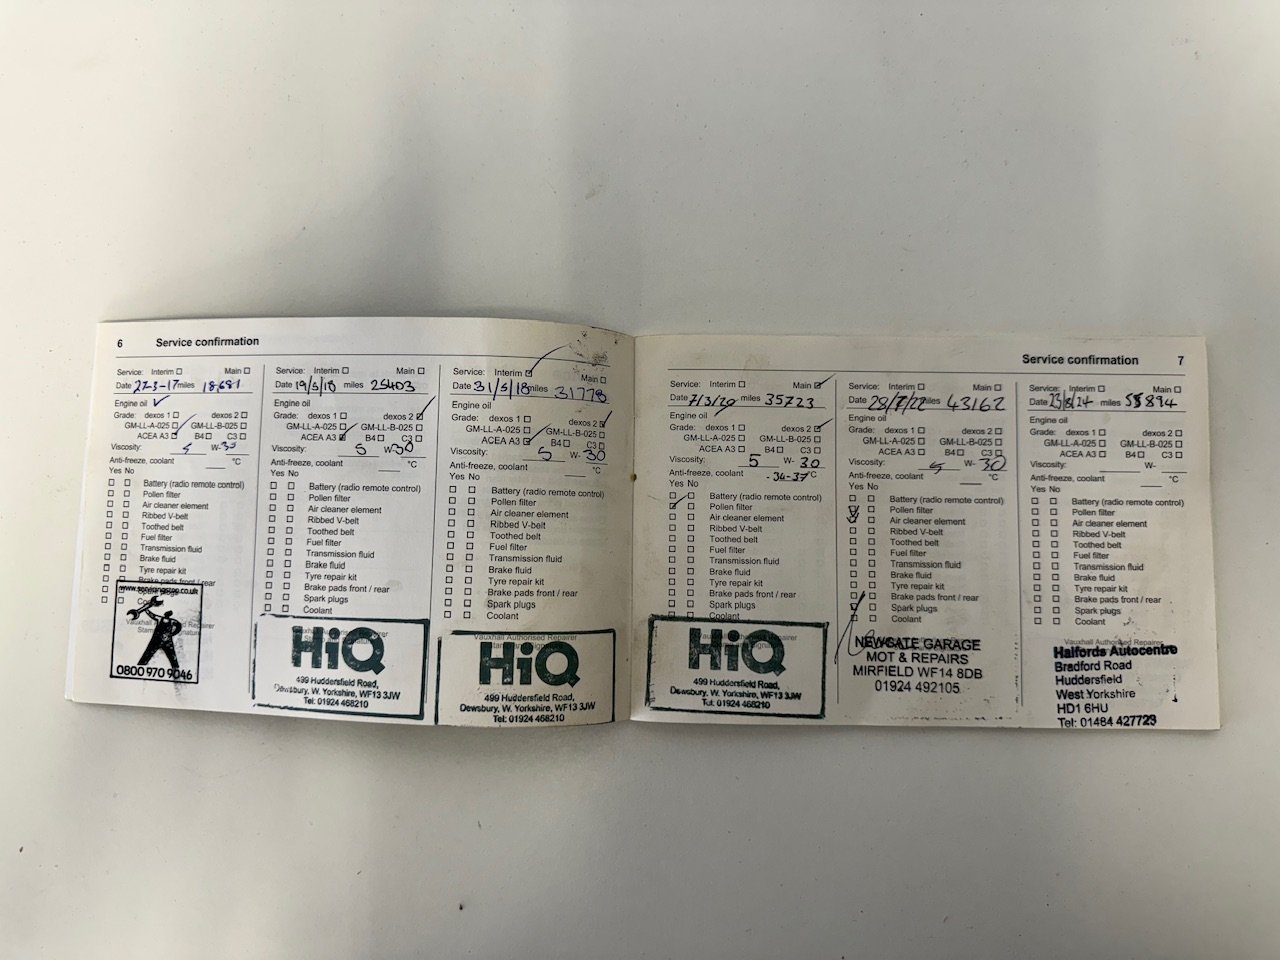 6 Service confirmation
Service: Interim Main
Date 27-3-17 miles 18,681
Engine oil ✓
Grade: dexos 1 dexos 2
GM-LL-A-025 GM-LL-B-025
ACEA A3 B4 C3
Viscosity: 5 W-30
Anti-freeze, coolant °C
Yes No
Battery (radio remote control)
Pollen filter
Air cleaner element
Ribbed V-belt
Toothed belt
Fuel filter
Transmission fluid
Brake fluid
Tyre repair kit
Brake pads front / rear
0800 970 9046
Service: Interim Main
Date 19/3/18 miles 25403
Engine oil
Grade: dexos 1 dexos 2
GM-LL-A-025 GM-LL-B-025
ACEA A3 B4 C3
Viscosity: 5 W-30
Anti-freeze, coolant °C
Yes No
Battery (radio remote control)
Pollen filter
Air cleaner element
Ribbed V-belt
Toothed belt
Fuel filter
Transmission fluid
Brake fluid
Tyre repair kit
Brake pads front / rear
Spark plugs
Coolant
HiQ
499 Huddersfield Road,
Dewsbury, W. Yorkshire, WF13 3JW
Tel: 01924 468210
Service: Interim Main
Date 31/5/18 miles 31778
Engine oil
Grade: dexos 1 dexos 2
GM-LL-A-025 GM-LL-B-025
ACEA A3 B4 C3
Viscosity: 5 W-30
Anti-freeze, coolant °C
Yes No
Battery (radio remote control)
Pollen filter
Air cleaner element
Ribbed V-belt
Toothed belt
Fuel filter
Transmission fluid
Brake fluid
Tyre repair kit
Brake pads front / rear
Spark plugs
Coolant
Vauxhall Authorised Repairer
HiQ
499 Huddersfield Road,
Dewsbury, W. Yorkshire, WF13 3JW
Tel: 01924 468210
Service confirmation 7
Service: Interim Main
Date 7/3/20 miles 35723
Engine oil
Grade: dexos 1 dexos 2
GM-LL-A-025 GM-LL-B-025
ACEA A3 B4 C3
Viscosity: 5 W-30
Anti-freeze, coolant -34-37°C
Yes No
Battery (radio remote control)
Pollen filter
Air cleaner element
Ribbed V-belt
Toothed belt
Fuel filter
Transmission fluid
Brake fluid
Tyre repair kit
Brake pads front / rear
Spark plugs
Coolant
HiQ
499 Huddersfield Road,
Dewsbury, W. Yorkshire, WF13 3JW
Tel: 01924 468210
Service: Interim Main
Date 28/7/22 miles 43162
Engine oil
Grade: dexos 1 dexos 2
GM-LL-A-025 GM-LL-B-025
ACEA A3 B4 C3
Viscosity: 5 W-30
Anti-freeze, coolant °C
Yes No
Battery (radio remote control)
Pollen filter
Air cleaner element
Ribbed V-belt
Toothed belt
Fuel filter
Transmission fluid
Brake fluid
Tyre repair kit
Brake pads front / rear
Spark plugs
Coolant
NEWGATE GARAGE
MOT & REPAIRS
MIRFIELD WF14 8DB
01924 492105
Service: Interim Main
Date 23/8/24 miles 55894
Engine oil
Grade: dexos 1 dexos 2
GM-LL-A-025 GM-LL-B-025
ACEA A3 B4 C3
Viscosity: W-
Anti-freeze, coolant °C
Yes No
Battery (radio remote control)
Pollen filter
Air cleaner element
Ribbed V-belt
Toothed belt
Fuel filter
Transmission fluid
Brake fluid
Tyre repair kit
Brake pads front / rear
Spark plugs
Coolant
Vauxhall Authorised Repairer
Halfords Autocentre
Bradford Road
Huddersfield
West Yorkshire
HD1 6HU
Tel: 01484 427723